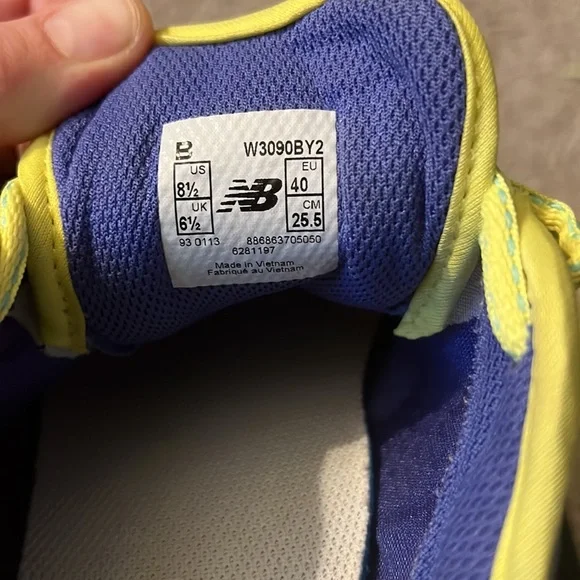 B W3090BY2
US 8½ EU 40
UK 6½ NB CM 25.5
93 0113 886863705050
6281197
Made in Vietnam
Fabriqué au Vietnam